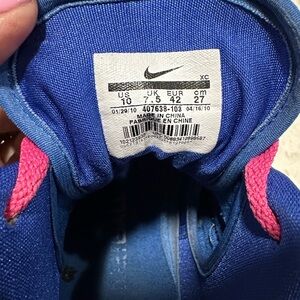 XC
US UK EUR cm
10 7.5 42 27
01/29/10 407638-103 04/16/10
MADE IN CHINA
FABRIQUE EN CHINE